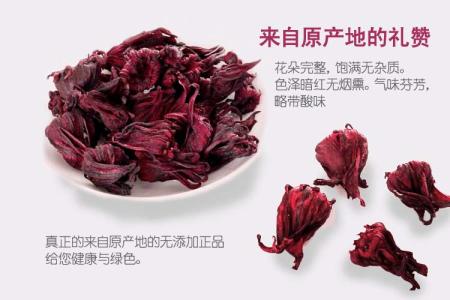 来自原产地的礼赞
花朵完整，饱满无杂质。
色泽暗红无烟熏。气味芬芳，
略带酸味
真正的来自原产地的无添加正品
给您健康与绿色。